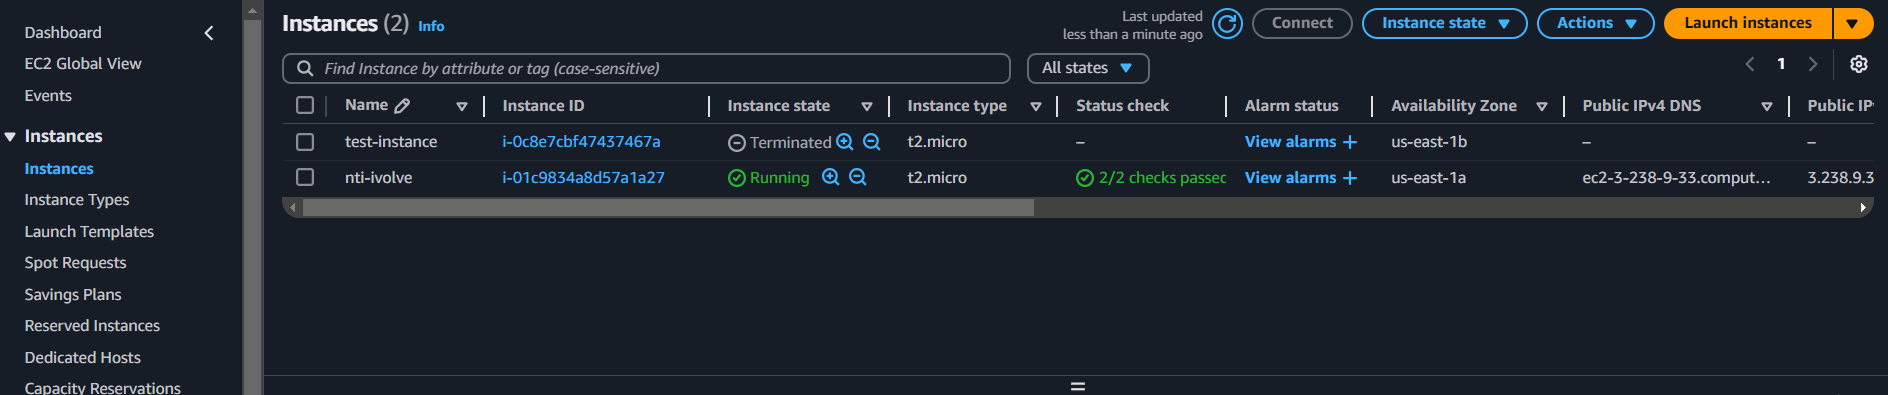 Dashboard
EC2 Global View
Events
Instances
Instances
Instance Types
Launch Templates
Spot Requests
Savings Plans
Reserved Instances
Dedicated Hosts
Capacity Reservations
Instances (2) Info
Last updated
less than a minute ago
Connect
Instance state
Actions
Launch instances
Find Instance by attribute or tag (case-sensitive)
All states
1
Name Instance ID Instance state Instance type Status check Alarm status Availability Zone Public IPv4 DNS Public IP
test-instance i-0c8e7cbf47437467a Terminated t2.micro – View alarms + us-east-1b – –
nti-ivolve i-01c9834a8d57a1a27 Running t2.micro 2/2 checks passed View alarms + us-east-1a ec2-3-238-9-33.comput... 3.238.9.3